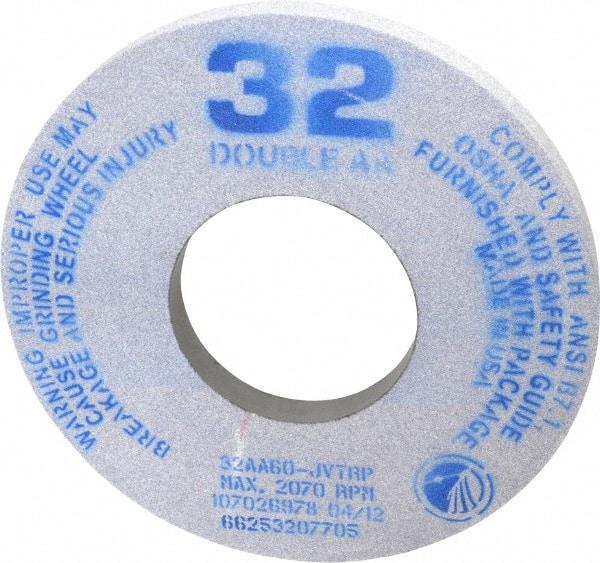 32
DOUBLE AA
WARNING IMPROPER USE MAY
CAUSE GRINDING WHEEL
BREAKAGE AND SERIOUS INJURY
COMPLY WITH ANSI B7.1,
OSHA, AND SAFETY GUIDE
FURNISHED WITH PACKAGE
MADE IN USA
32AA60-JVTRP
MAX. 2070 RPM
107026978 04/12
66253207705